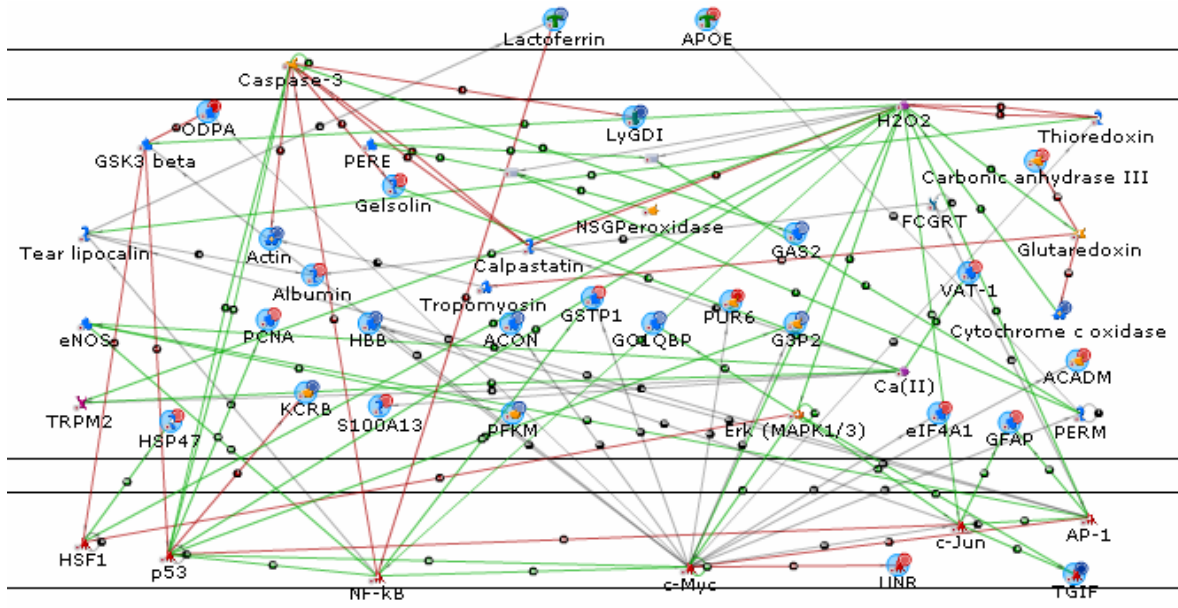 Lactoferrin
APOE
Caspase-3
ODPA
LyGDI
H2O2
Thioredoxin
GSK3 beta
PERE
Carbonic anhydrase III
Gelsolin
NSGPeroxidase
FCGRT
Tear lipocalin
Actin
Calpastatin
GAS2
Glutaredoxin
Albumin
Tropomyosin
VAT-1
GSTP1
PUR6
Cytochrome c oxidase
eNOS
PCNA
HBB
ACON
GC1QBP
G3P2
Ca(II)
ACADM
TRPM2
KCRB
HSP47
S100A13
PFKM
Erk (MAPK1/3)
eIF4A1
GFAP
PERM
HSF1
p53
NF-kB
c-Myc
c-Jun
AP-1
TGIF